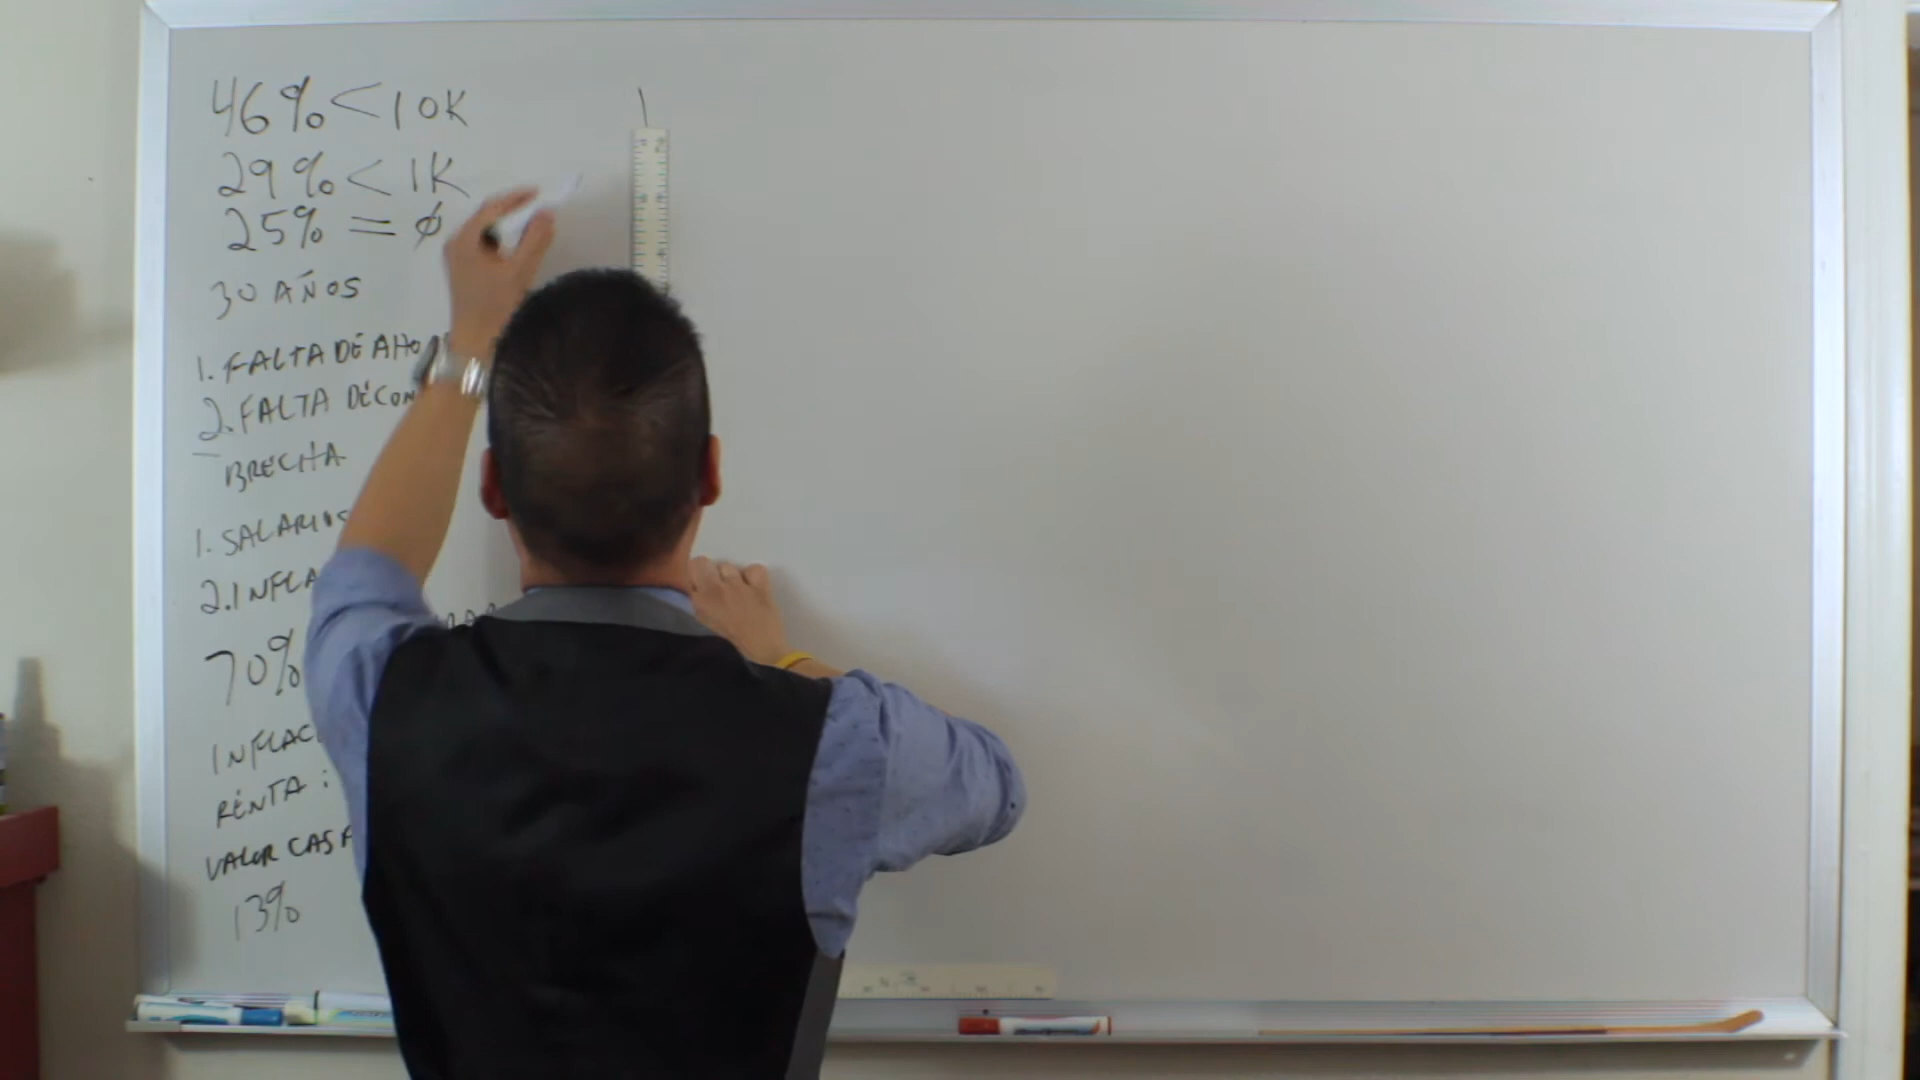 46% < 10K
29% < 1K
25% = ∅
30 AÑOS
1. FALTA DE AHO
2. FALTA DE CON
BRECHA
1. SALARIOS
2. INFLA
70%
INFLAC
RENTA:
VALOR CASA
13%